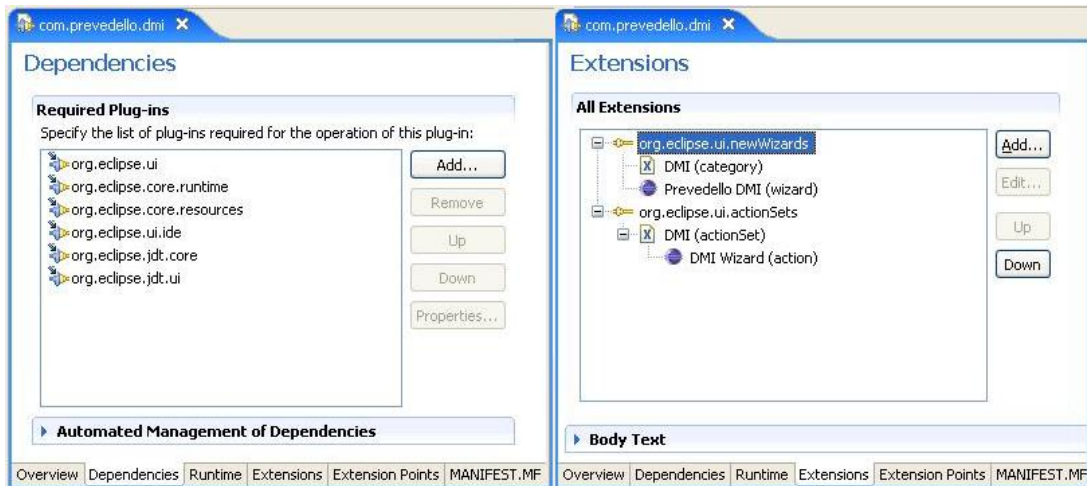 com.prevedello.dmi
Dependencies
Required Plug-ins
Specify the list of plug-ins required for the operation of this plug-in:
org.eclipse.ui
org.eclipse.core.runtime
org.eclipse.core.resources
org.eclipse.ui.ide
org.eclipse.jdt.core
org.eclipse.jdt.ui
Add...
Remove
Up
Down
Properties...
Automated Management of Dependencies
Overview Dependencies Runtime Extensions Extension Points MANIFEST.MF
com.prevedello.dmi
Extensions
All Extensions
org.eclipse.ui.newWizards
DMI (category)
Prevedello DMI (wizard)
org.eclipse.ui.actionSets
DMI (actionSet)
DMI Wizard (action)
Add...
Edit...
Up
Down
Body Text
Overview Dependencies Runtime Extensions Extension Points MANIFEST.MF